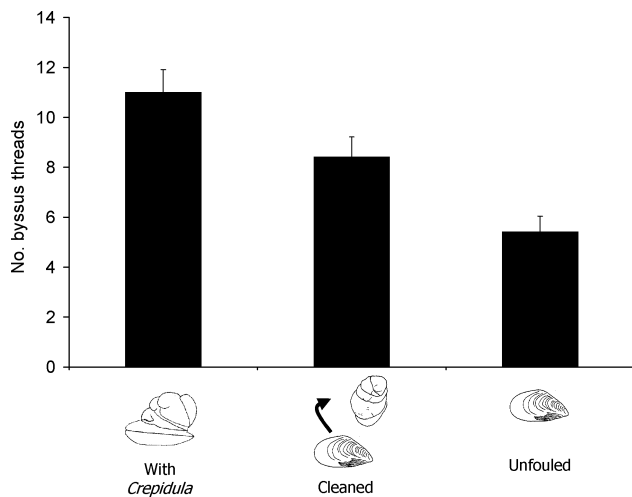 14
12
10
8
6
4
2
0
No. byssus threads
With
Crepidula
Cleaned
Unfouled